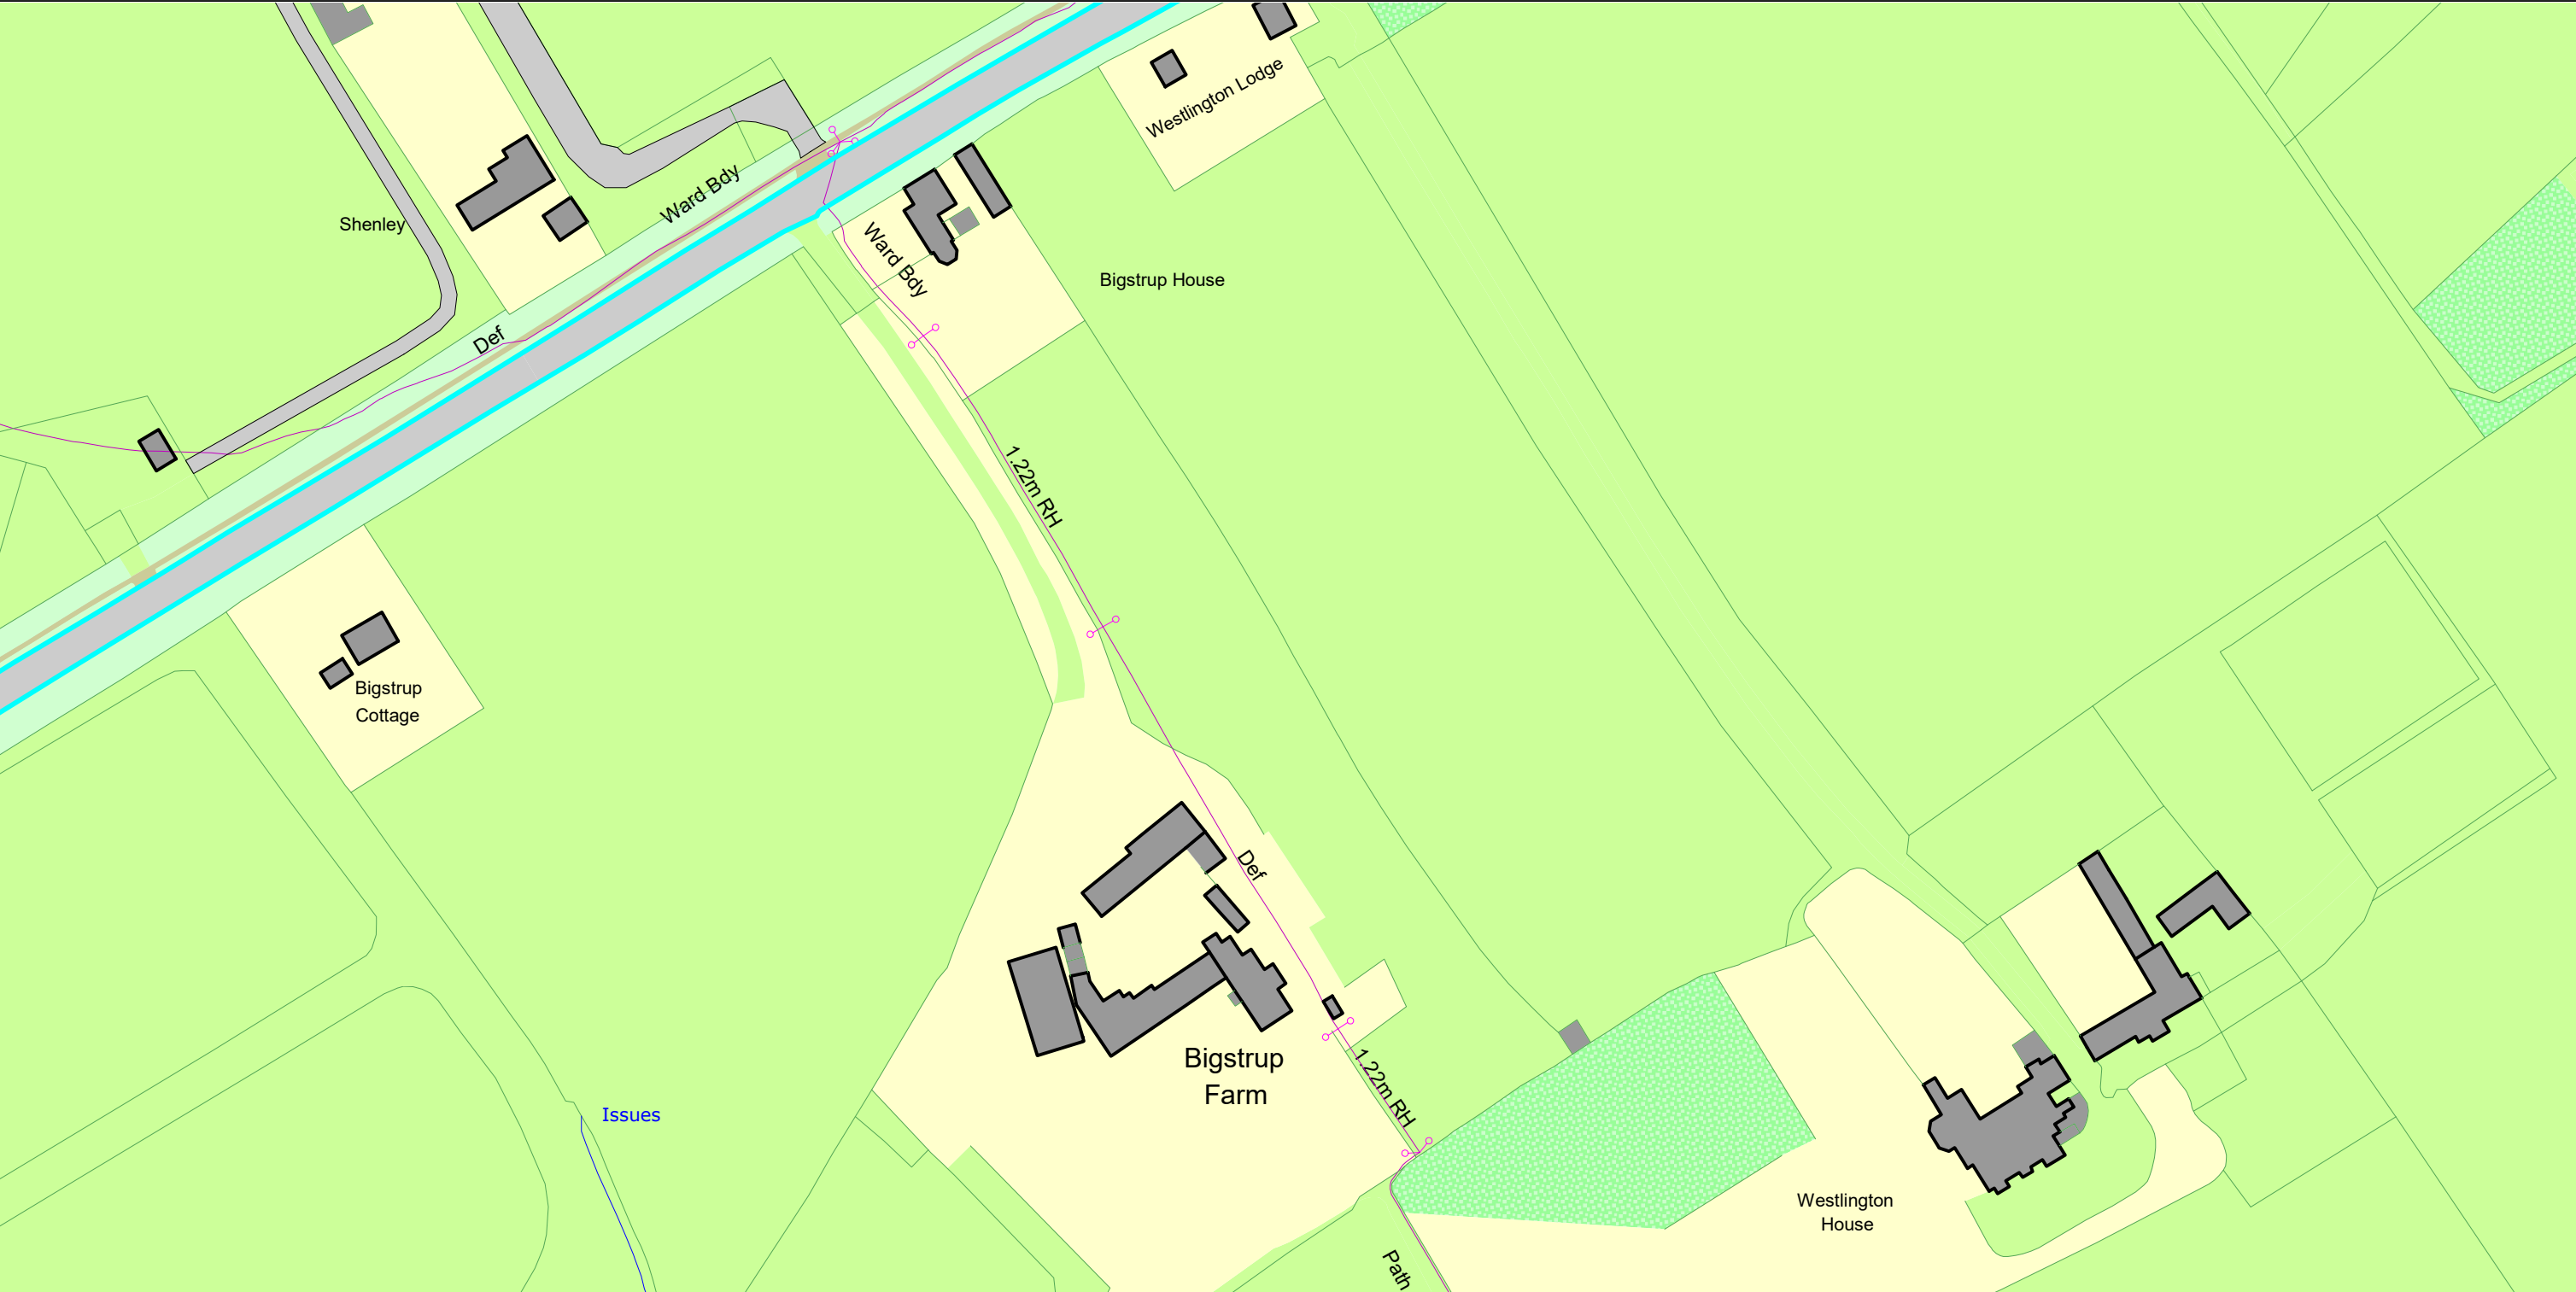 Westlington Lodge
Ward Bdy
Shenley
Ward Bdy
Bigstrup House
Def
1.22m RH
Bigstrup
Cottage
Def
Bigstrup
Farm
1.22m RH
Issues
Westlington
House
Path